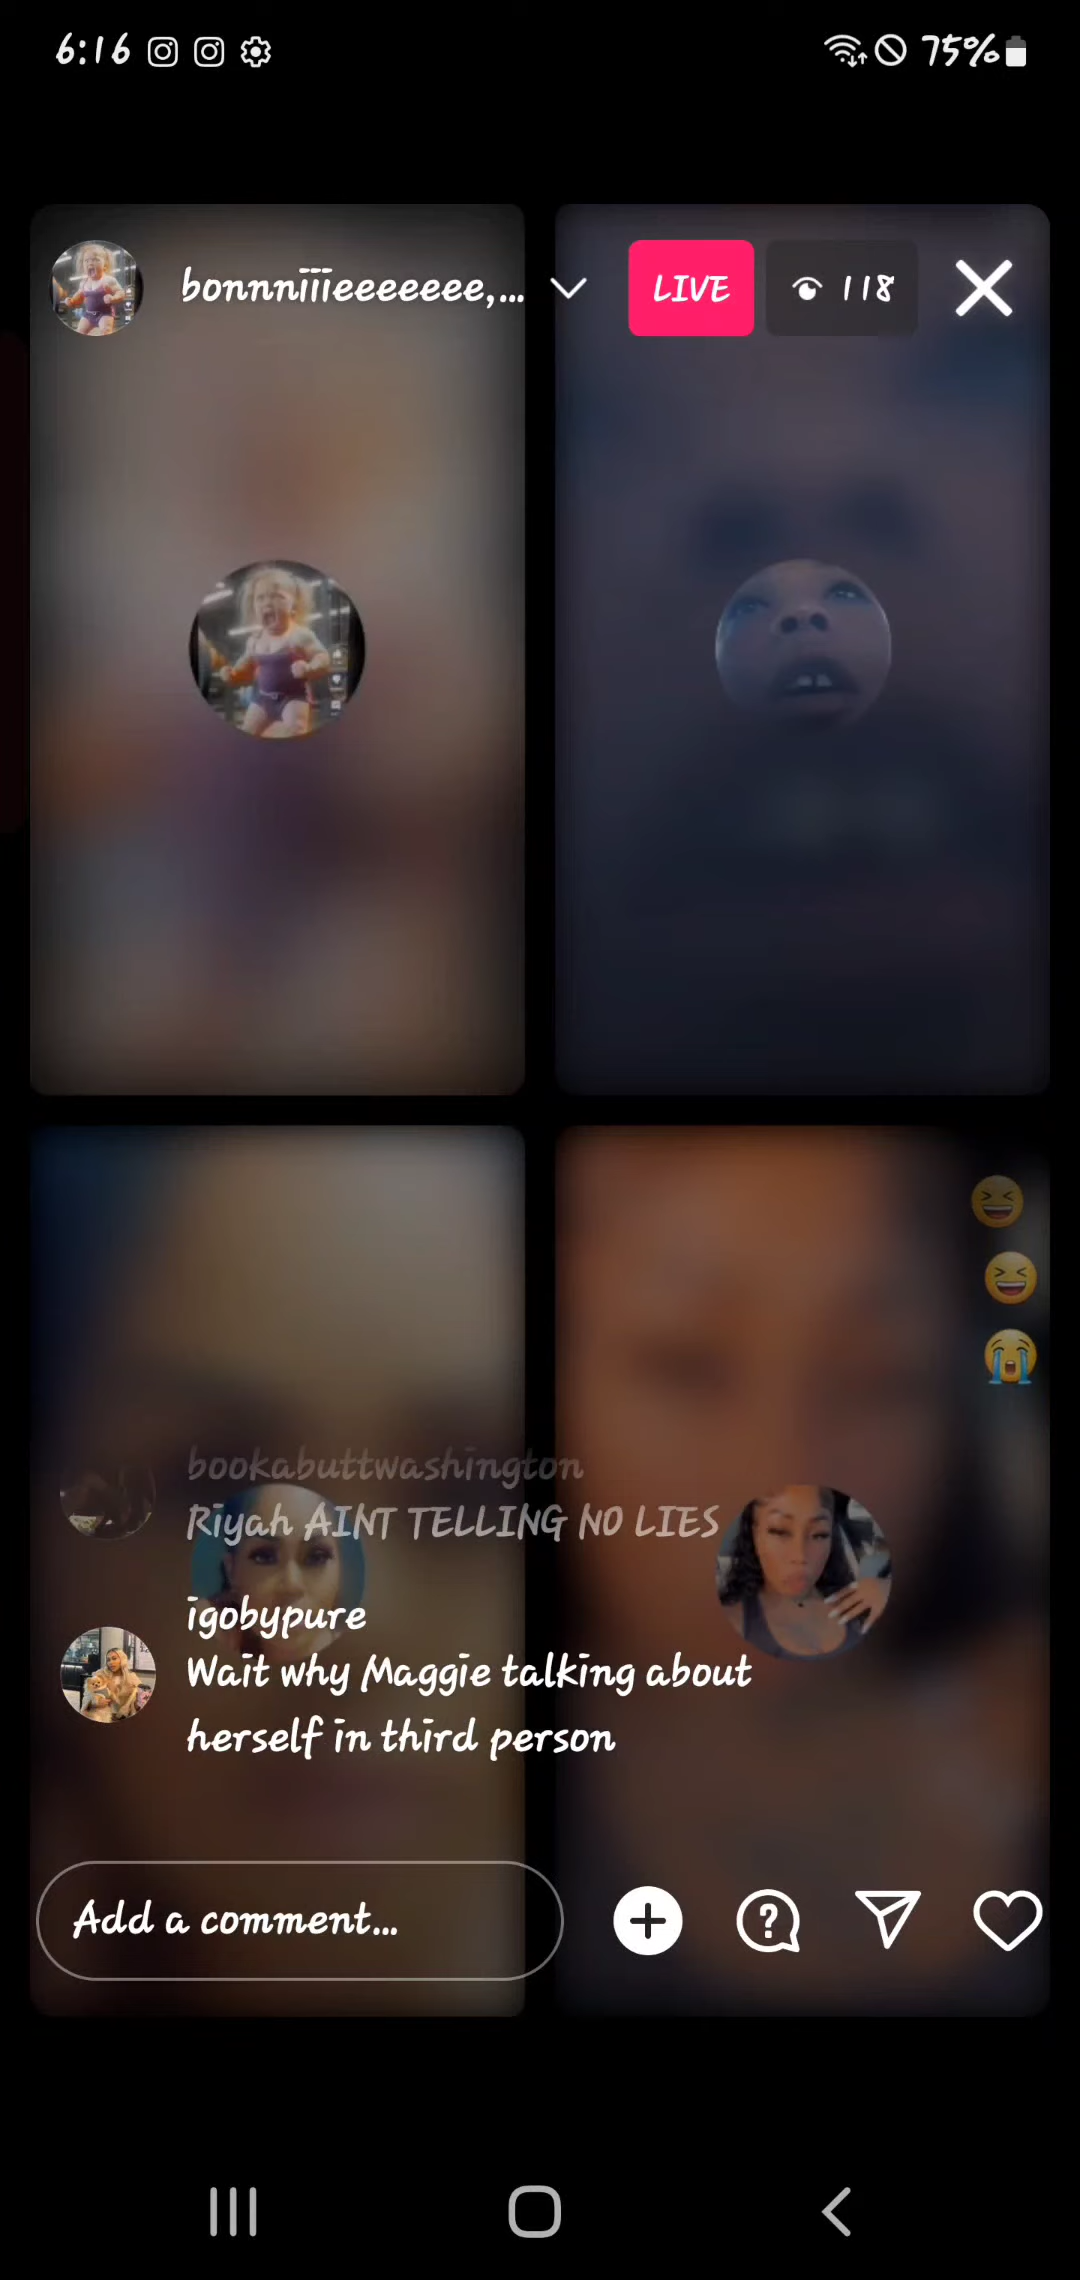 6:16
75%
bonnnïïïeeeeeee,...
LIVE
118
bookabuttwashington
Riyah AINT TELLING NO LIES
igobypure
Wait why Maggie talking about
herself in third person
Add a comment...